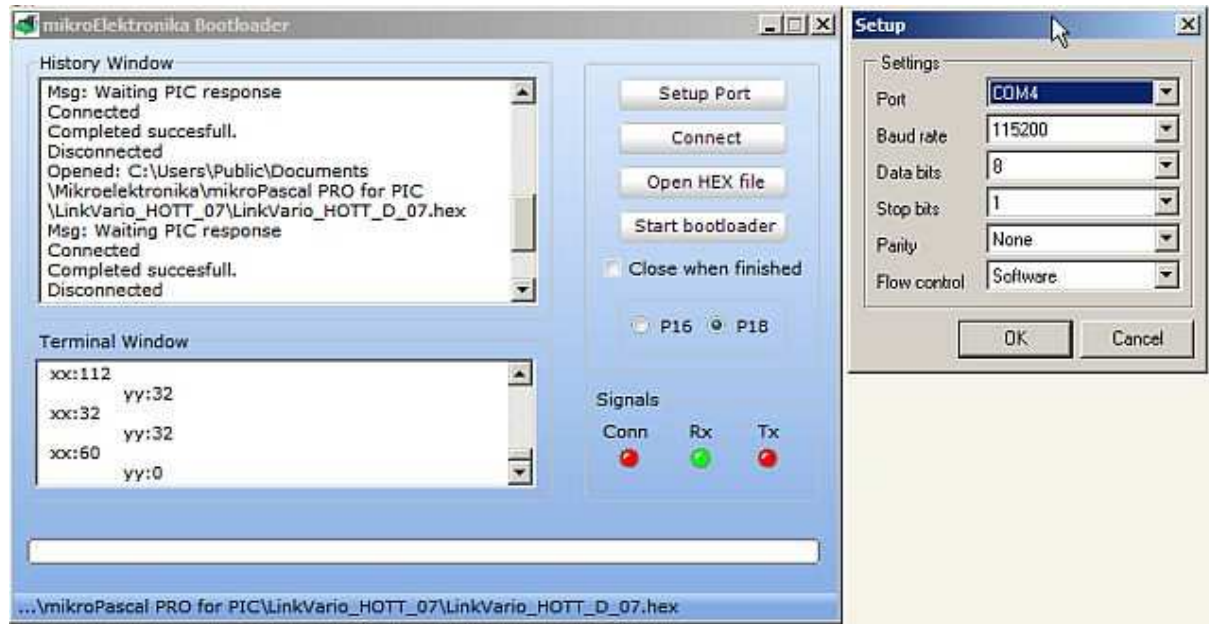 mikroElektronika Bootloader
History Window
Msg: Waiting PIC response
Connected
Completed succesfull.
Disconnected
Opened: C:\Users\Public\Documents
\Mikroelektronika\mikroPascal PRO for PIC
\LinkVario_HOTT_07\LinkVario_HOTT_D_07.hex
Msg: Waiting PIC response
Connected
Completed succesfull.
Disconnected
Terminal Window
xx:112
yy:32
xx:32
yy:32
xx:60
yy:0
Setup Port
Connect
Open HEX file
Start bootloader
Close when finished
P16 P18
Signals
Conn Rx Tx
...\mikroPascal PRO for PIC\LinkVario_HOTT_07\LinkVario_HOTT_D_07.hex
Setup
Settings
Port COM4
Baud rate 115200
Data bits 8
Stop bits 1
Parity None
Flow control Software
OK Cancel